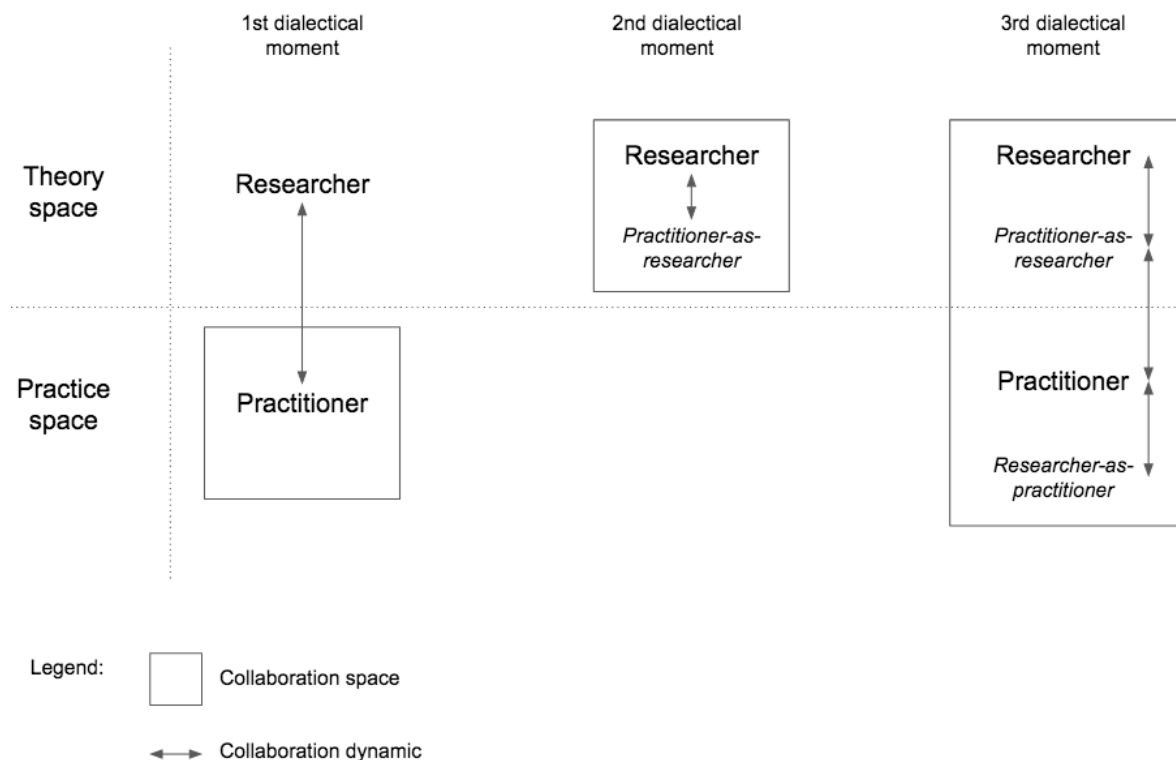 1st dialectical
moment
2nd dialectical
moment
3rd dialectical
moment
Theory
space
Researcher
Researcher
Practitioner-as-
researcher
Researcher
Practitioner-as-
researcher
Practice
space
Practitioner
Practitioner
Researcher-as-
practitioner
Legend:
Collaboration space
Collaboration dynamic